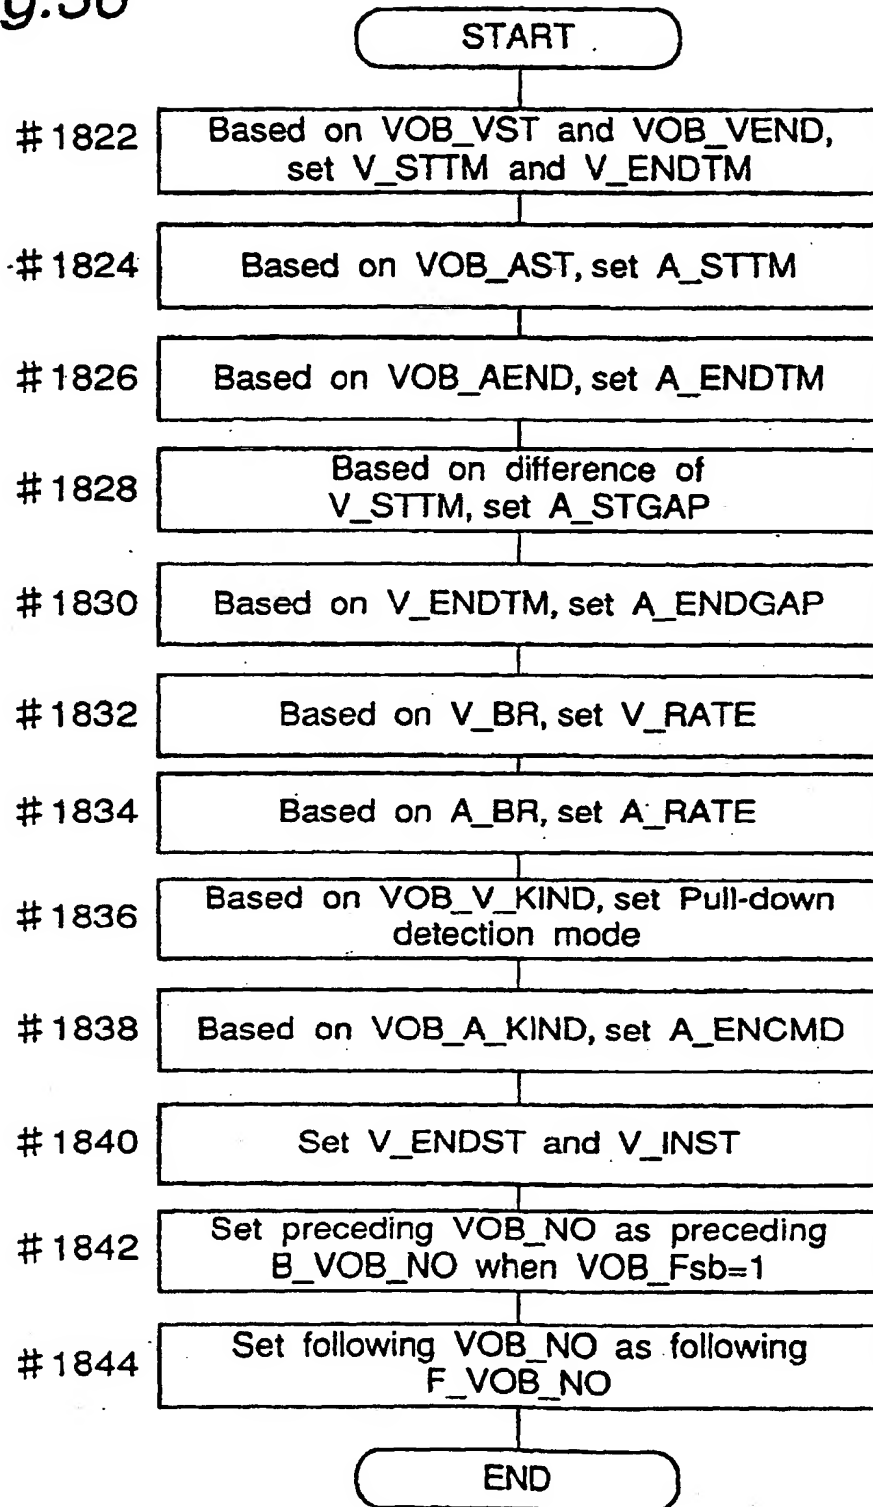 START
#1822
Based on VOB_VST and VOB_VEND,
set V_STTM and V_ENDTM
#1824
Based on VOB_AST, set A_STTM
#1826
Based on VOB_AEND, set A_ENDTM
#1828
Based on difference of
V_STTM, set A_STGAP
#1830
Based on V_ENDTM, set A_ENDGAP
#1832
Based on V_BR, set V_RATE
#1834
Based on A_BR, set A_RATE
#1836
Based on VOB_V_KIND, set Pull-down
detection mode
#1838
Based on VOB_A_KIND, set A_ENCMD
#1840
Set V_ENDST and V_INST
#1842
Set preceding VOB_NO as preceding
B_VOB_NO when VOB_Fsb=1
#1844
Set following VOB_NO as following
F_VOB_NO
END